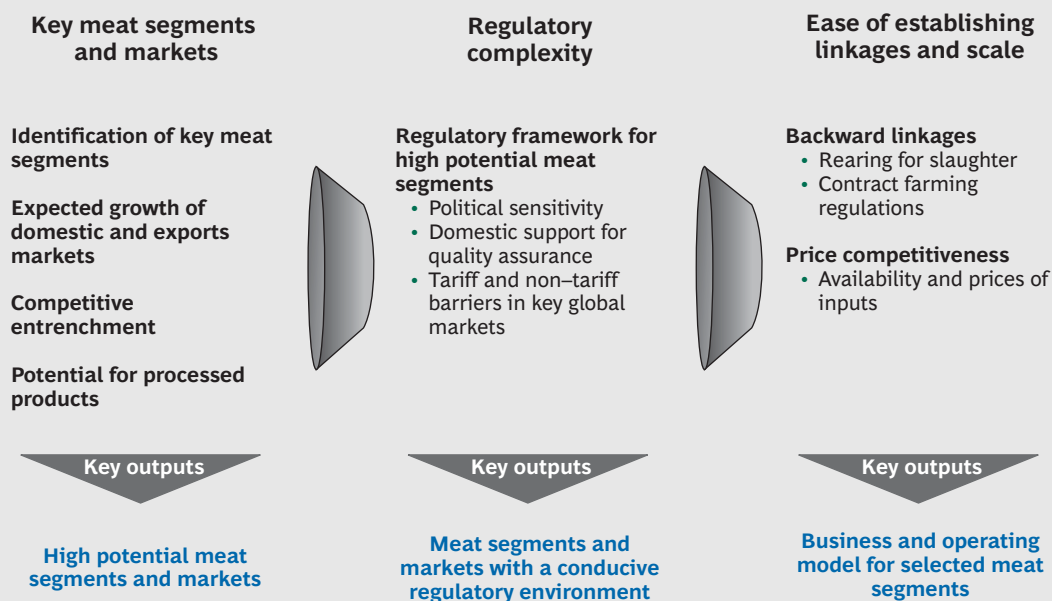 Key meat segments
and markets
Identification of key meat
segments
Expected growth of
domestic and exports
markets
Competitive
entrenchment
Potential for processed
products
Key outputs
High potential meat
segments and markets
Regulatory
complexity
Regulatory framework for
high potential meat
segments
• Political sensitivity
• Domestic support for
quality assurance
• Tariff and non–tariff
barriers in key global
markets
Key outputs
Meat segments and
markets with a conducive
regulatory environment
Ease of establishing
linkages and scale
Backward linkages
• Rearing for slaughter
• Contract farming
regulations
Price competitiveness
• Availability and prices of
inputs
Key outputs
Business and operating
model for selected meat
segments